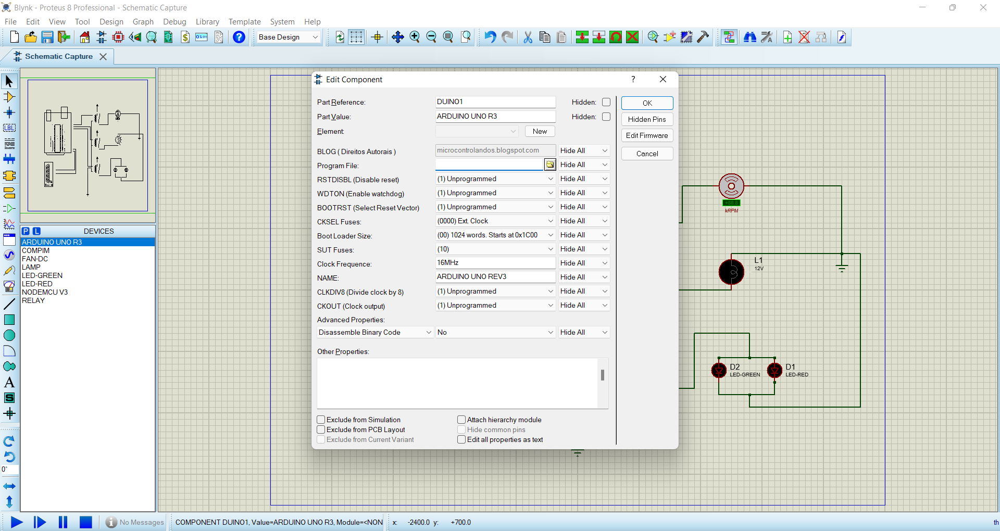 Blynk - Proteus 8 Professional - Schematic Capture
File Edit View Tool Design Graph Debug Library Template System Help
Base Design
Schematic Capture
DEVICES
P L
ARDUINO UNO R3
COMPIM
FAN-DC
LAMP
LED-GREEN
LED-RED
NODEMCU V3
RELAY
LBL
A
S
0°
Edit Component
Part Reference: DUINO1 Hidden:
Part Value: ARDUINO UNO R3 Hidden:
Element: New
BLOG ( Direitos Autorais ) microcontrolandos.blogspot.com Hide All
Program File: Hide All
RSTDISBL (Disable reset) (1) Unprogrammed Hide All
WDTON (Enable watchdog) (1) Unprogrammed Hide All
BOOTRST (Select Reset Vector) (1) Unprogrammed Hide All
CKSEL Fuses: (0000) Ext. Clock Hide All
Boot Loader Size: (00) 1024 words. Starts at 0x1C00 Hide All
SUT Fuses: (10) Hide All
Clock Frequence: 16MHz Hide All
NAME: ARDUINO UNO REV3 Hide All
CLKDIV8 (Divide clock by 8) (1) Unprogrammed Hide All
CKOUT (Clock output) (1) Unprogrammed Hide All
Advanced Properties:
Disassemble Binary Code No Hide All
Other Properties:
Exclude from Simulation Attach hierarchy module
Exclude from PCB Layout Hide common pins
Exclude from Current Variant Edit all properties as text
OK
Hidden Pins
Edit Firmware
Cancel
kRPM
L1
12V
D2
LED-GREEN
D1
LED-RED
No Messages
COMPONENT DUINO1, Value=ARDUINO UNO R3, Module=<NON
x: -2400.0 y: +700.0
th